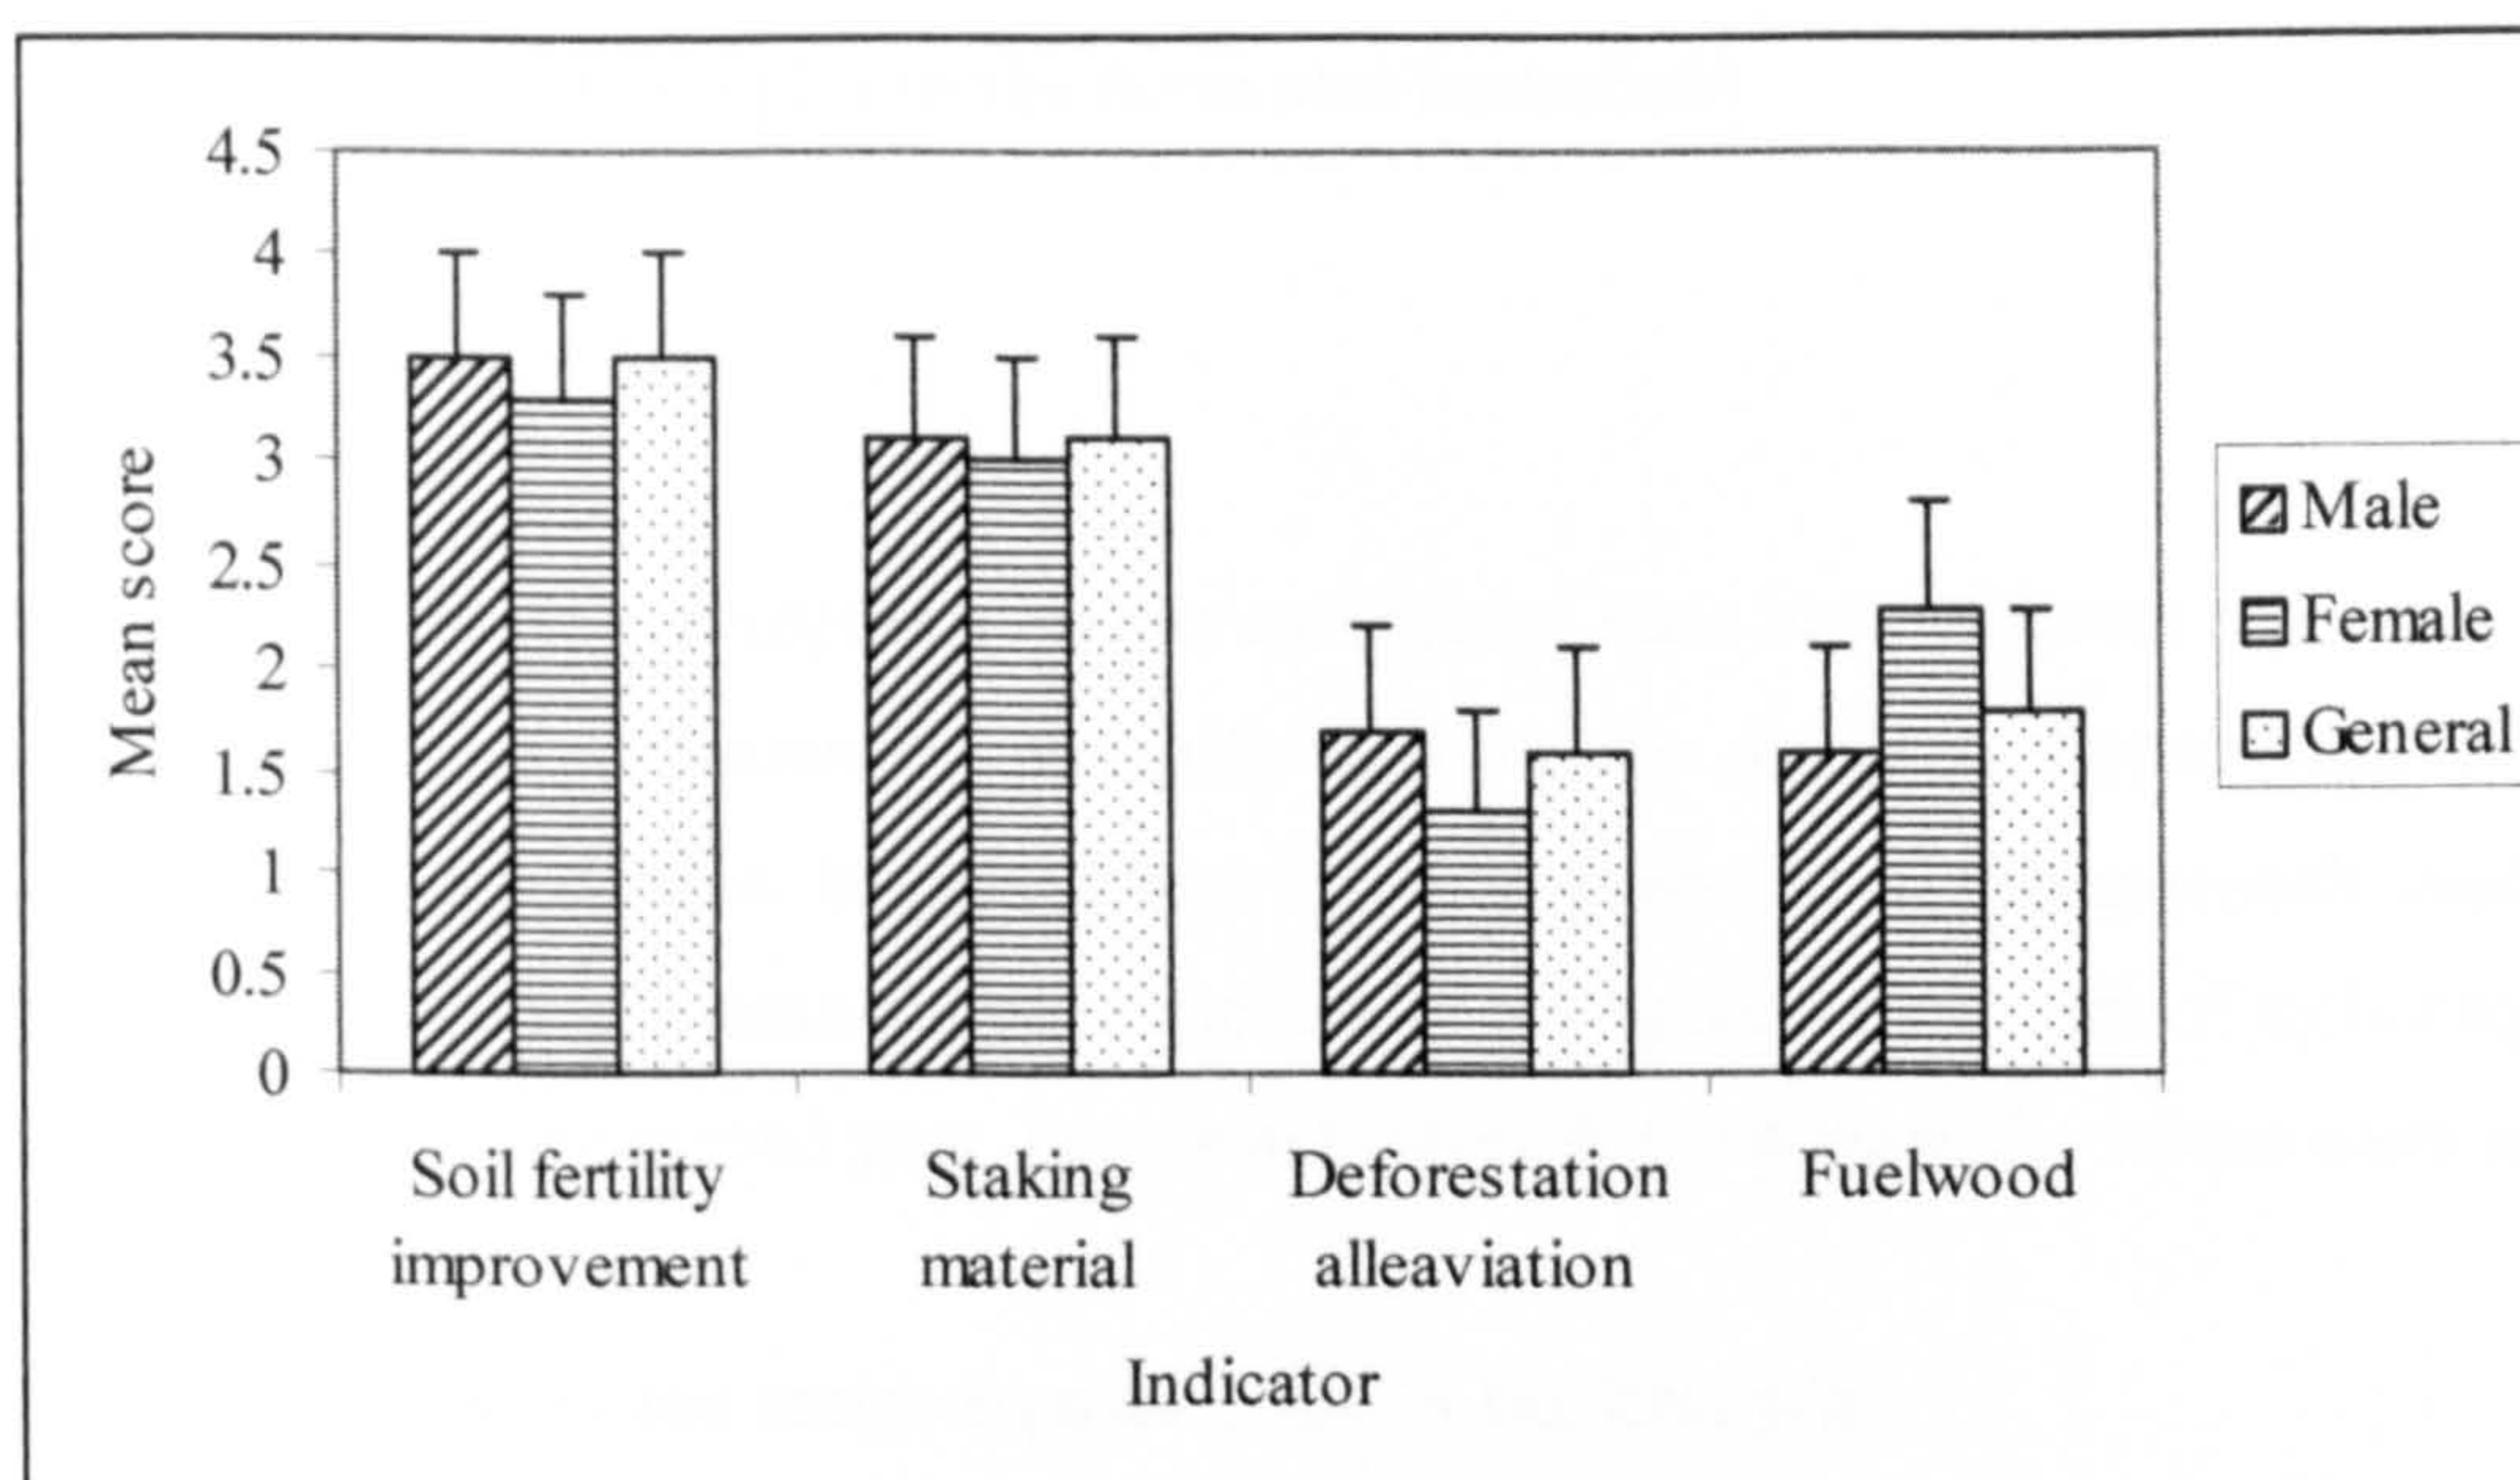 4.5
4
3.5
3
2.5
2
1.5
1
0.5
0
Mean score
Soil fertility
improvement
Staking
material
Deforestation
alleaviation
Fuelwood
Indicator
Male
Female
General